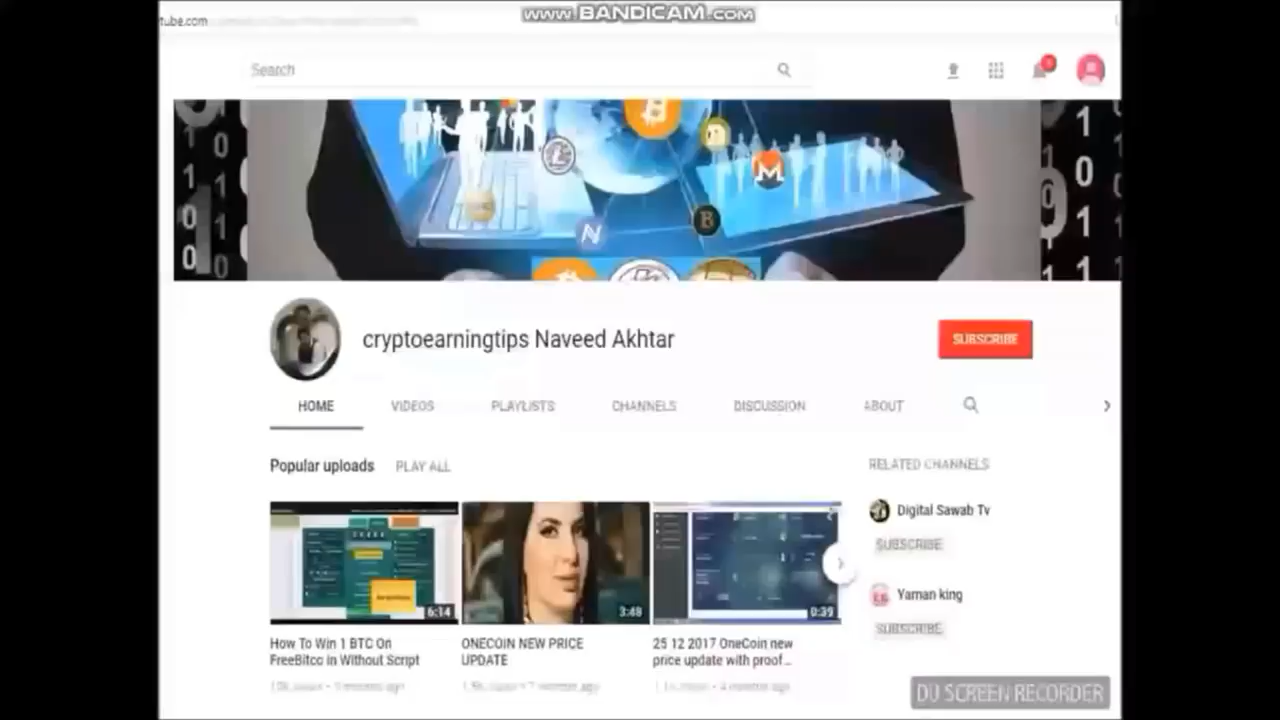 www.BANDICAM.com
tube.com
Search
cryptoearningtips Naveed Akhtar
SUBSCRIBE
HOME
VIDEOS
PLAYLISTS
CHANNELS
DISCUSSION
ABOUT
Popular uploads
PLAY ALL
6:14
How To Win 1 BTC On
FreeBitco in Without Script
3:48
ONECOIN NEW PRICE
UPDATE
0:39
25 12 2017 OneCoin new
price update with proof...
4 months ago
RELATED CHANNELS
Digital Sawab Tv
SUBSCRIBE
Yaman king
SUBSCRIBE
DU SCREEN RECORDER